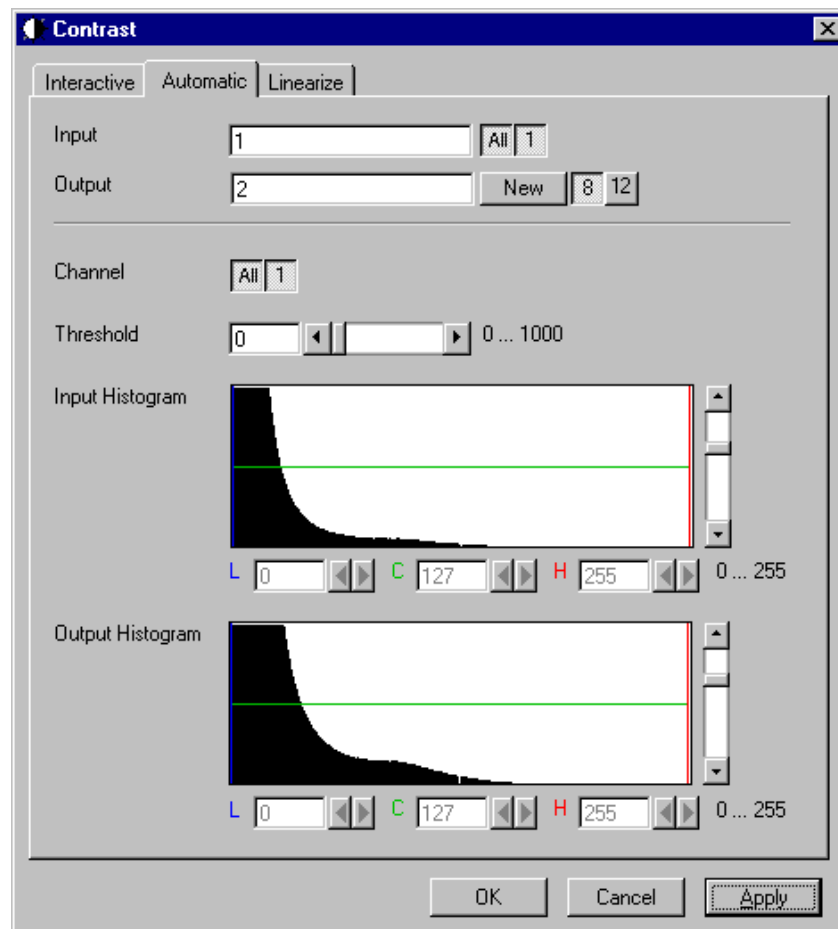 Contrast
Interactive Automatic Linearize
Input 1 All 1
Output 2 New 8 12
Channel All 1
Threshold 0 0 ... 1000
Input Histogram
L 0 C 127 H 255 0 ... 255
Output Histogram
L 0 C 127 H 255 0 ... 255
OK Cancel Apply